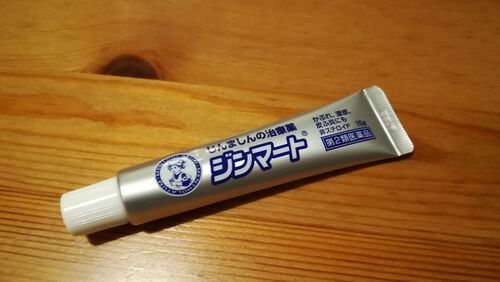 じんましんの治療薬
ジンマート®
かぶれ、湿疹、
皮ふ炎にも
非ステロイド 15g
第2類医薬品